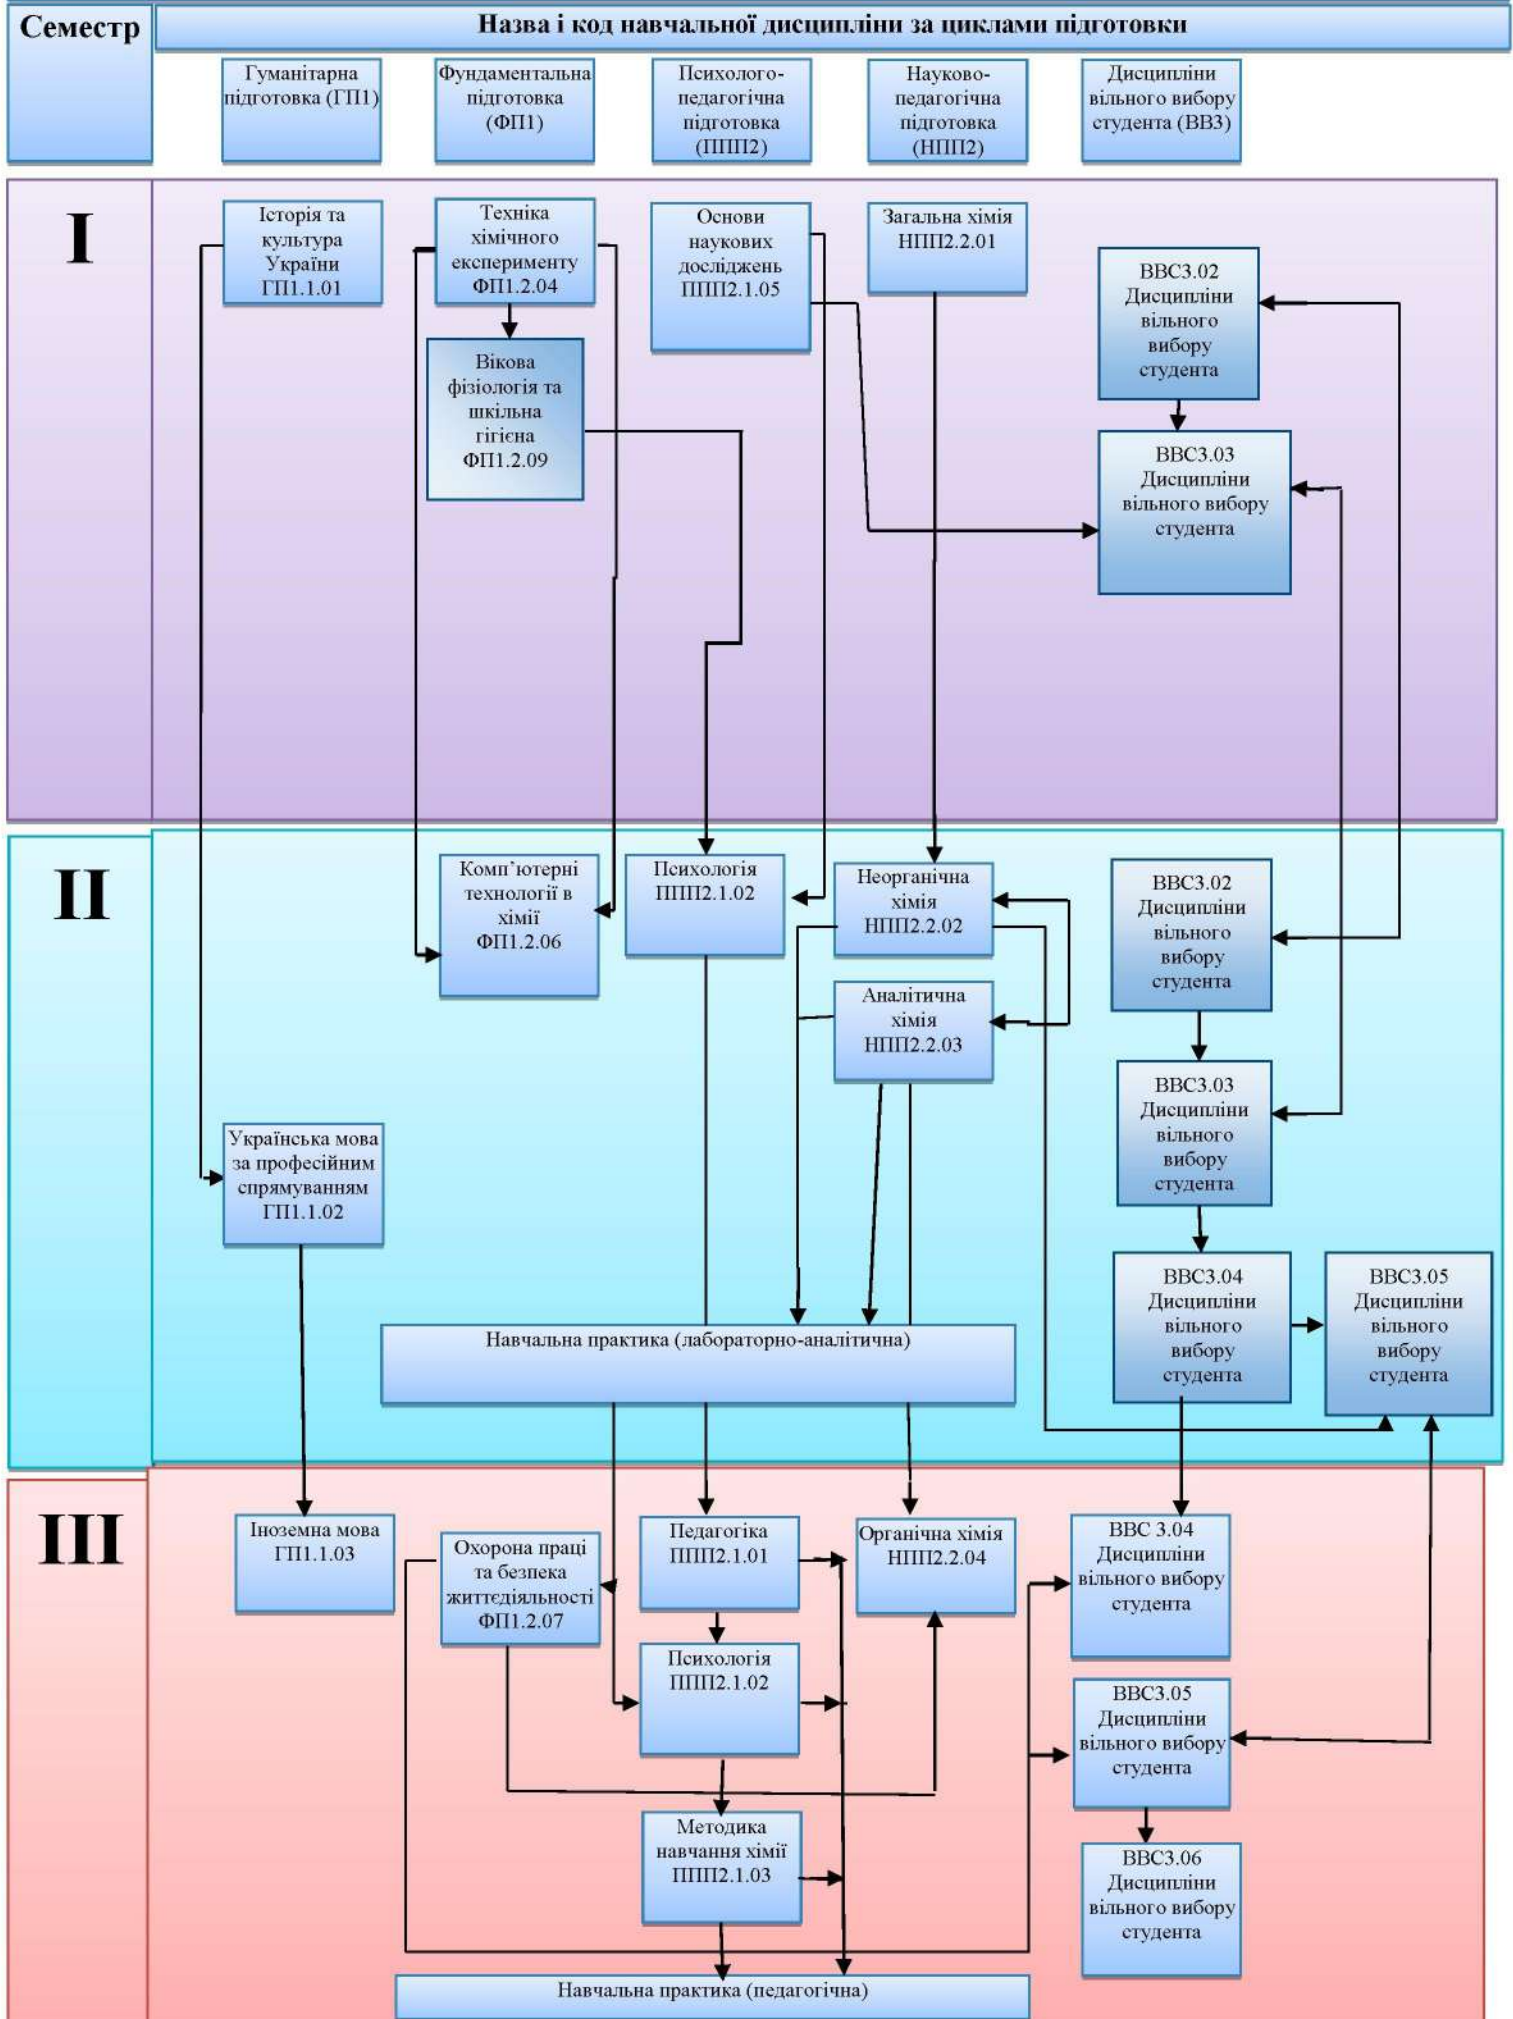 Семестр
Назва і код навчальної дисципліни за циклами підготовки
Гуманітарна
підготовка (ГП1)
Фундаментальна
підготовка
(ФП1)
Психолого-
педагогічна
підготовка
(ППП2)
Науково-
педагогічна
підготовка
(НПП2)
Дисципліни
вільного вибору
студента (ВВ3)
I
Історія та
культура
України
ГП1.1.01
Техніка
хімічного
експерименту
ФП1.2.04
Основи
наукових
досліджень
ППП2.1.05
Загальна хімія
НПП2.2.01
ВВС3.02
Дисципліни
вільного
вибору
студента
Вікова
фізіологія та
шкільна
гігієна
ФП1.2.09
ВВС3.03
Дисципліни
вільного вибору
студента
II
Комп’ютерні
технології в
хімії
ФП1.2.06
Психологія
ППП2.1.02
Неорганічна
хімія
НПП2.2.02
ВВС3.02
Дисципліни
вільного
вибору
студента
Аналітична
хімія
НПП2.2.03
ВВС3.03
Дисципліни
вільного
вибору
студента
Українська мова
за професійним
спрямуванням
ГП1.1.02
ВВС3.04
Дисципліни
вільного
вибору
студента
ВВС3.05
Дисципліни
вільного
вибору
студента
Навчальна практика (лабораторно-аналітична)
III
Іноземна мова
ГП1.1.03
Охорона праці
та безпека
життєдіяльності
ФП1.2.07
Педагогіка
ППП2.1.01
Органічна хімія
НПП2.2.04
ВВС 3.04
Дисципліни
вільного вибору
студента
Психологія
ППП2.1.02
ВВС3.05
Дисципліни
вільного вибору
студента
Методика
навчання хімії
ППП2.1.03
ВВС3.06
Дисципліни
вільного вибору
студента
Навчальна практика (педагогічна)